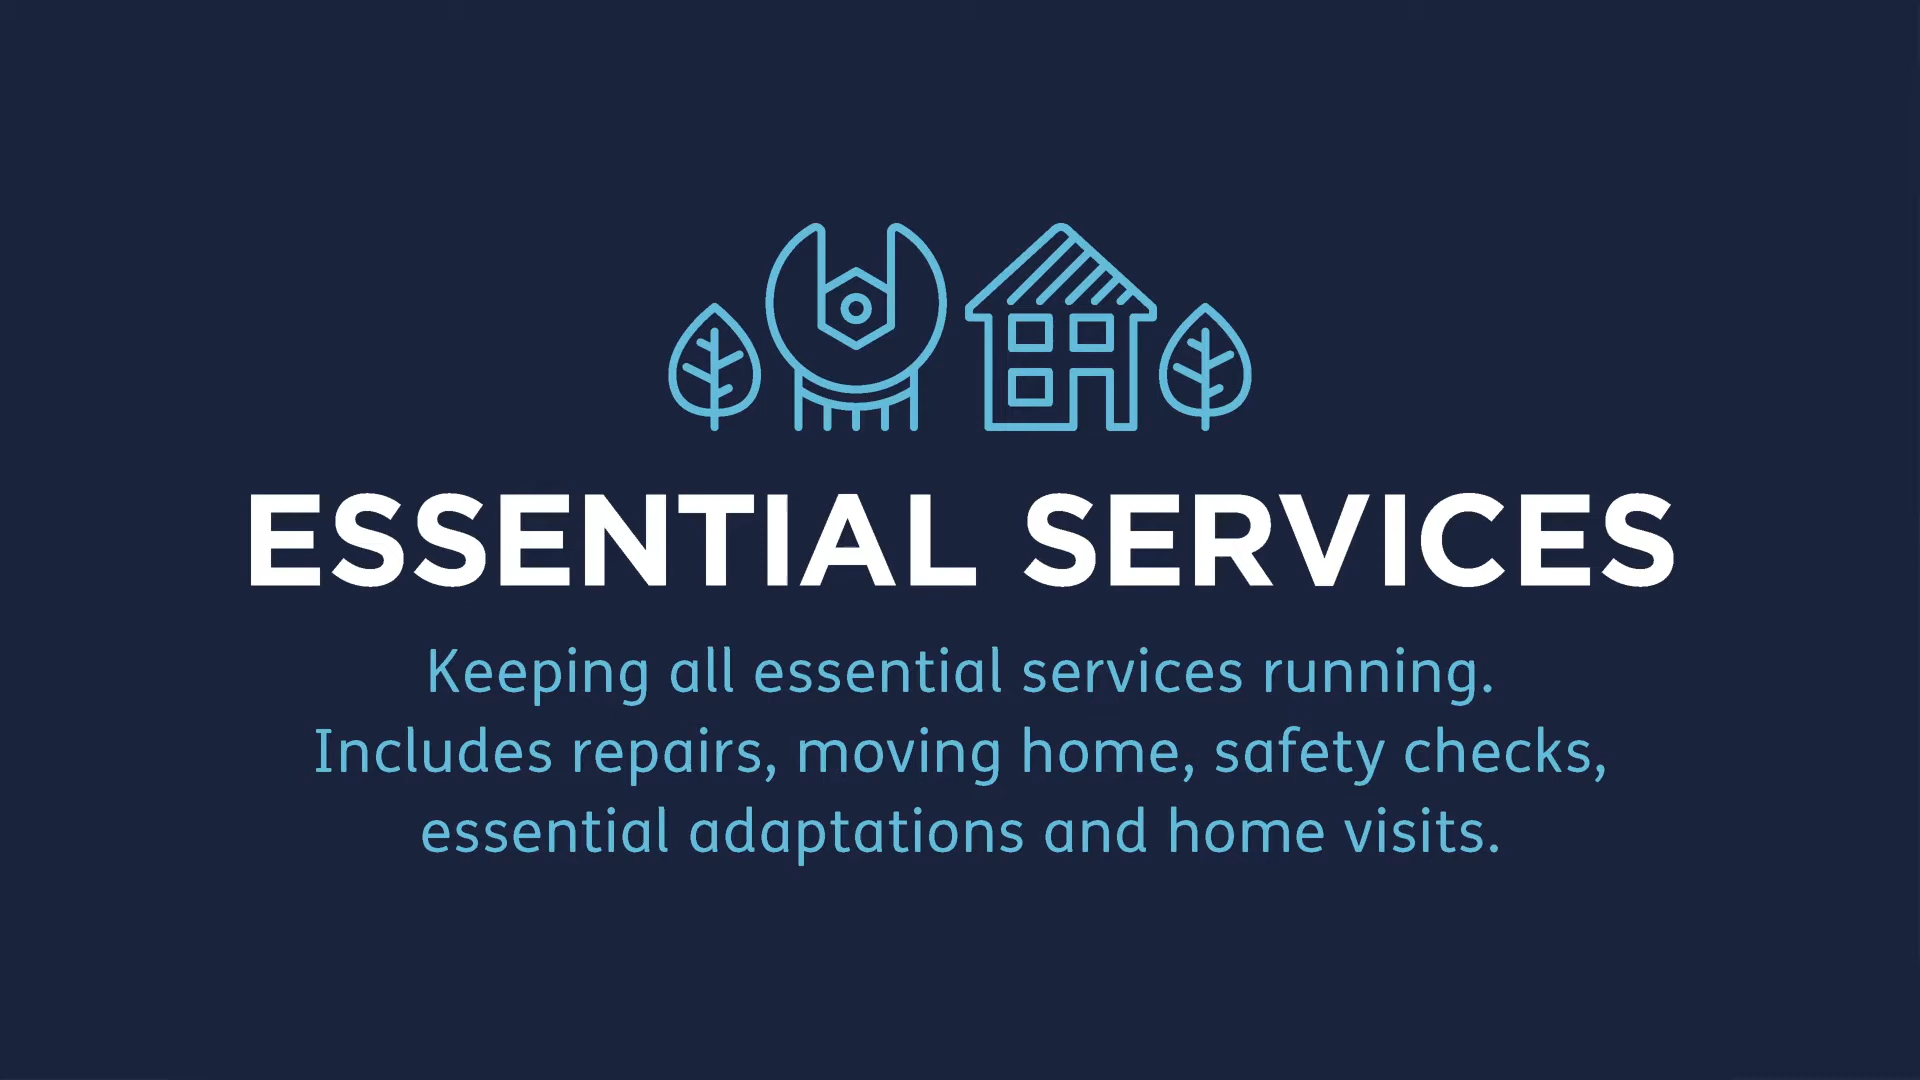 ESSENTIAL SERVICES
Keeping all essential services running.
Includes repairs, moving home, safety checks,
essential adaptations and home visits.